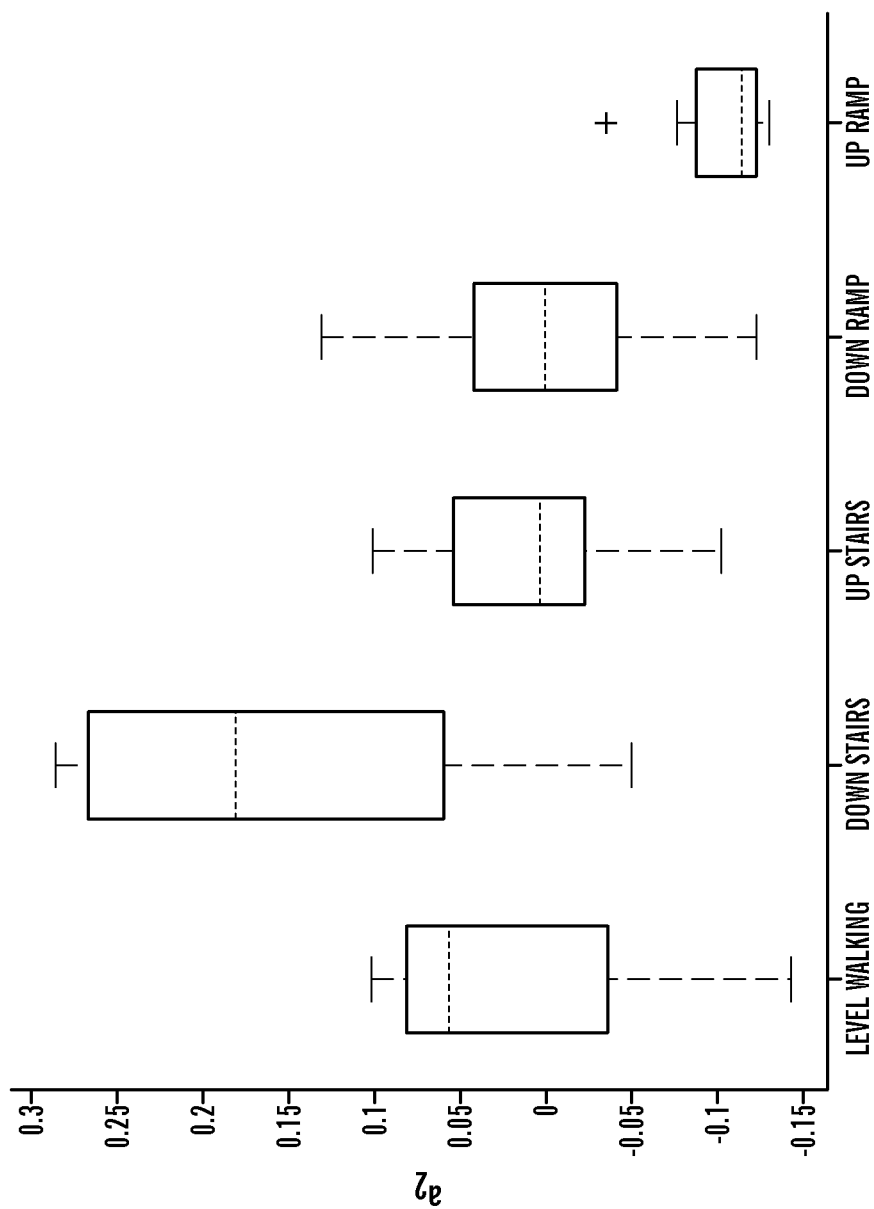 a2
0.3
0.25
0.2
0.15
0.1
0.05
0
-0.05
-0.1
-0.15
LEVEL WALKING
DOWN STAIRS
UP STAIRS
DOWN RAMP
UP RAMP